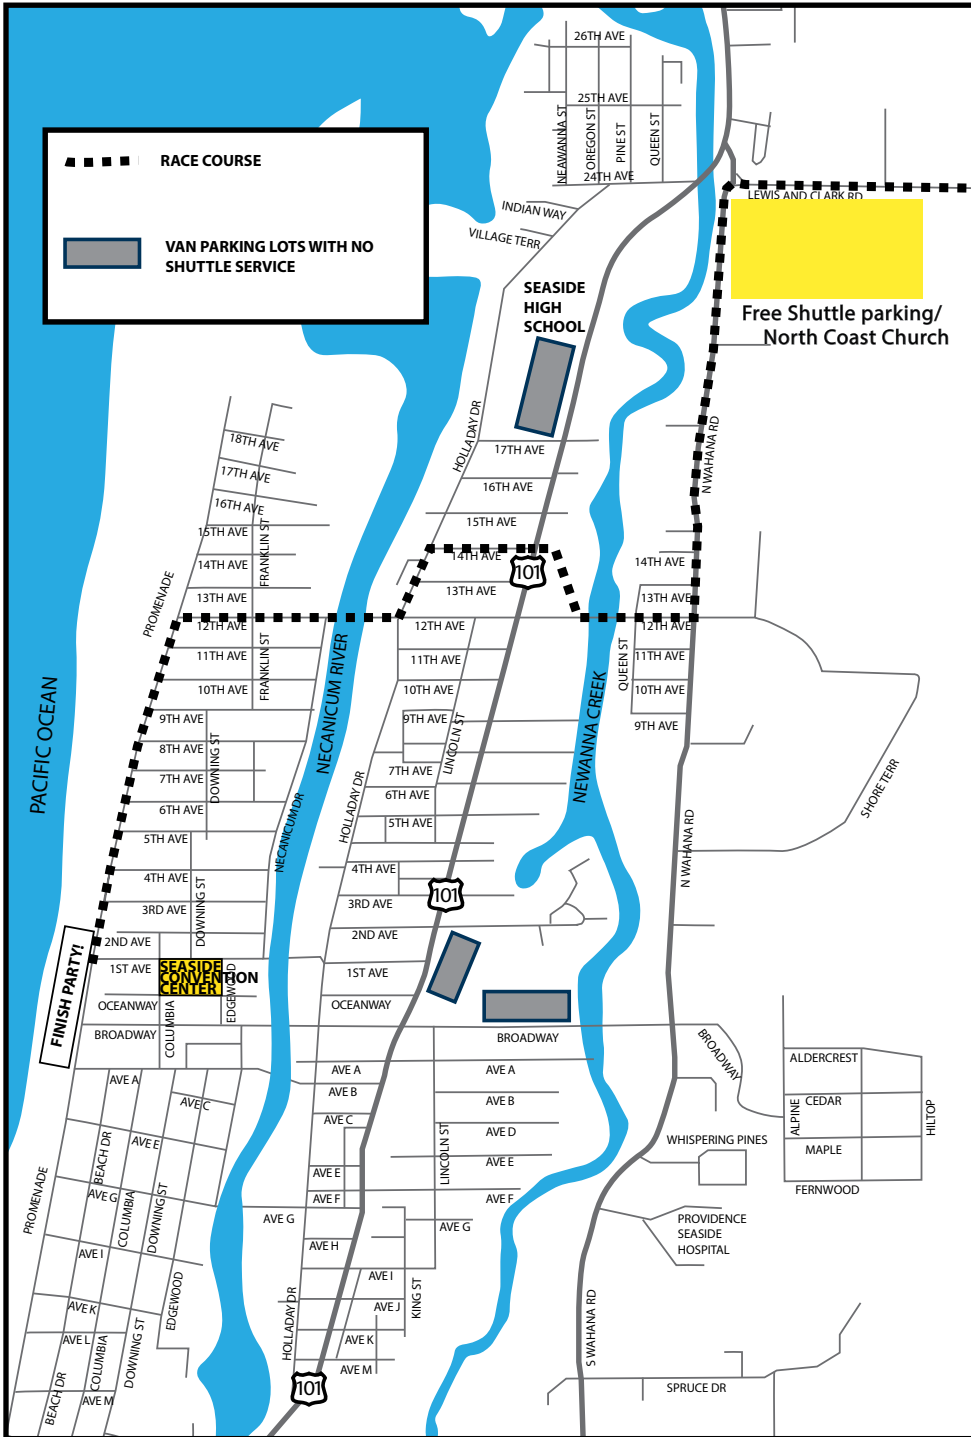 26TH AVE
25TH AVE
NEAWANNA ST
OREGON ST
PINE ST
QUEEN ST
24TH AVE
RACE COURSE
VAN PARKING LOTS WITH NO
SHUTTLE SERVICE
LEWIS AND CLARK RD
INDIAN WAY
VILLAGE TERR
SEASIDE
HIGH
SCHOOL
Free Shuttle parking/
North Coast Church
HOLLADAY DR
N WAHANA RD
18TH AVE
17TH AVE
16TH AVE
15TH AVE
14TH AVE
13TH AVE
12TH AVE
11TH AVE
10TH AVE
9TH AVE
8TH AVE
7TH AVE
6TH AVE
5TH AVE
4TH AVE
3RD AVE
2ND AVE
1ST AVE
OCEANWAY
BROADWAY
FRANKLIN ST
FRANKLIN ST
PROMENADE
DOWNING ST
DOWNING ST
17TH AVE
16TH AVE
15TH AVE
14TH AVE
101
13TH AVE
12TH AVE
11TH AVE
10TH AVE
9TH AVE
7TH AVE
6TH AVE
5TH AVE
4TH AVE
3RD AVE
101
2ND AVE
1ST AVE
OCEANWAY
BROADWAY
LINCOLN ST
HOLLADAY DR
14TH AVE
13TH AVE
12TH AVE
11TH AVE
10TH AVE
9TH AVE
QUEEN ST
PACIFIC OCEAN
NECANICUM RIVER
NECANICUM DR
NEWANNA CREEK
SHORE TERR
N WAHANA RD
FINISH PARTY!
SEASIDE
CONVENTION
CENTER
COLUMBIA
EDGEWOOD
BROADWAY
ALDERCREST
CEDAR
MAPLE
FERNWOOD
ALPINE
HILTOP
WHISPERING PINES
PROVIDENCE
SEASIDE
HOSPITAL
AVE A
AVE C
AVE E
AVE G
AVE I
AVE K
AVE L
AVE M
BEACH DR
COLUMBIA
DOWNING ST
PROMENADE
EDGEWOOD
DOWNING ST
COLUMBIA
BEACH DR
AVE A
AVE B
AVE C
AVE E
AVE F
AVE G
AVE H
AVE I
AVE J
AVE K
AVE M
AVE A
AVE B
AVE D
AVE E
AVE F
AVE G
LINCOLN ST
KING ST
HOLLADAY DR
101
S WAHANA RD
SPRUCE DR